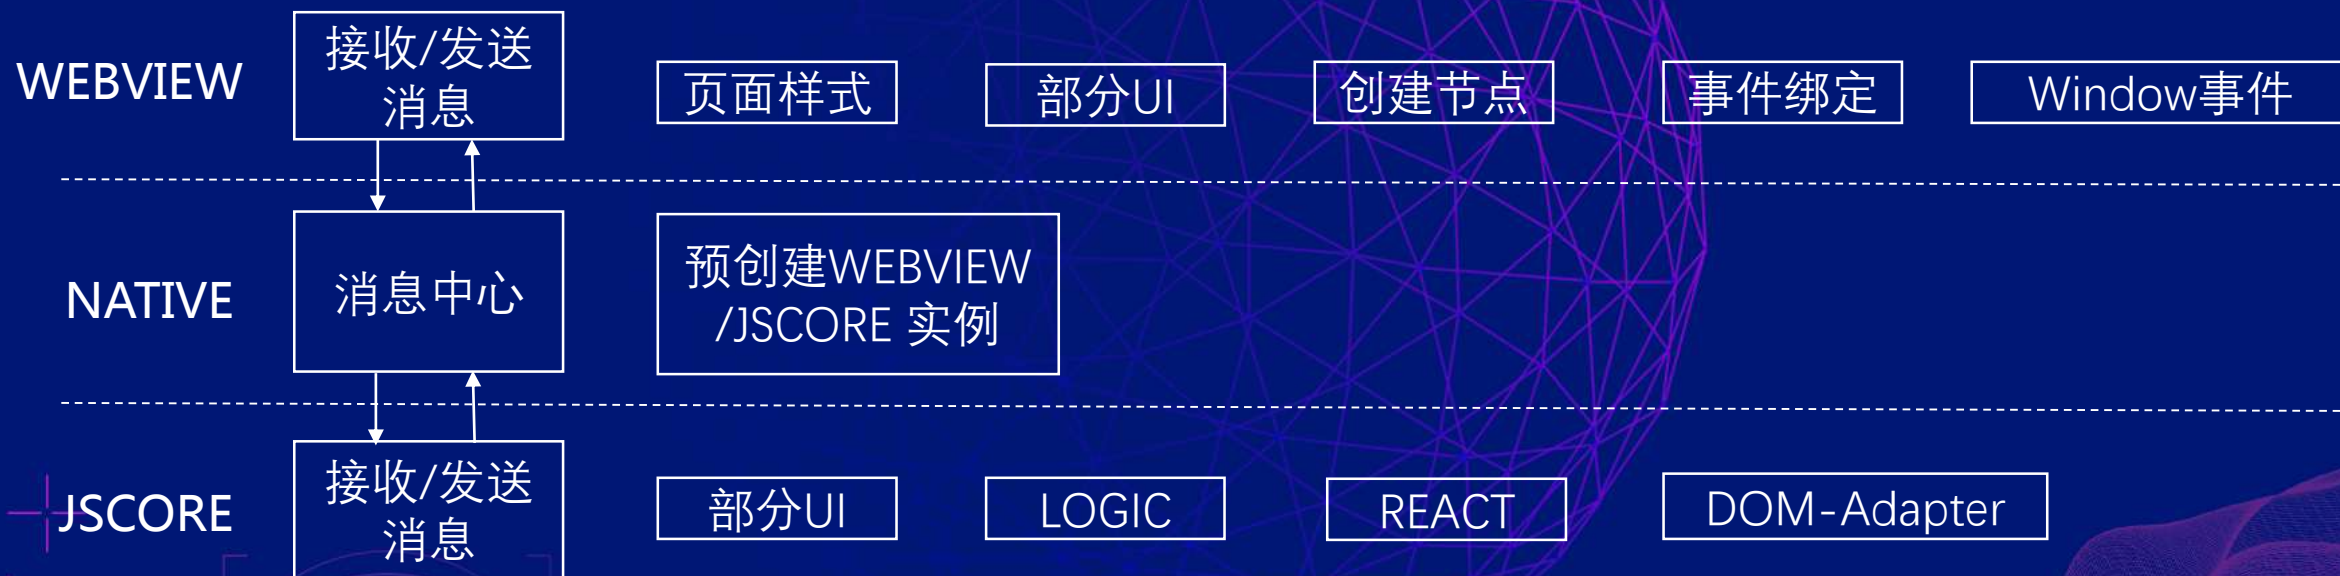 WEBVIEW
接收/发送
消息
页面样式
部分UI
创建节点
事件绑定
Window事件
NATIVE
消息中心
预创建WEBVIEW
/JSCORE 实例
JSCORE
接收/发送
消息
部分UI
LOGIC
REACT
DOM-Adapter